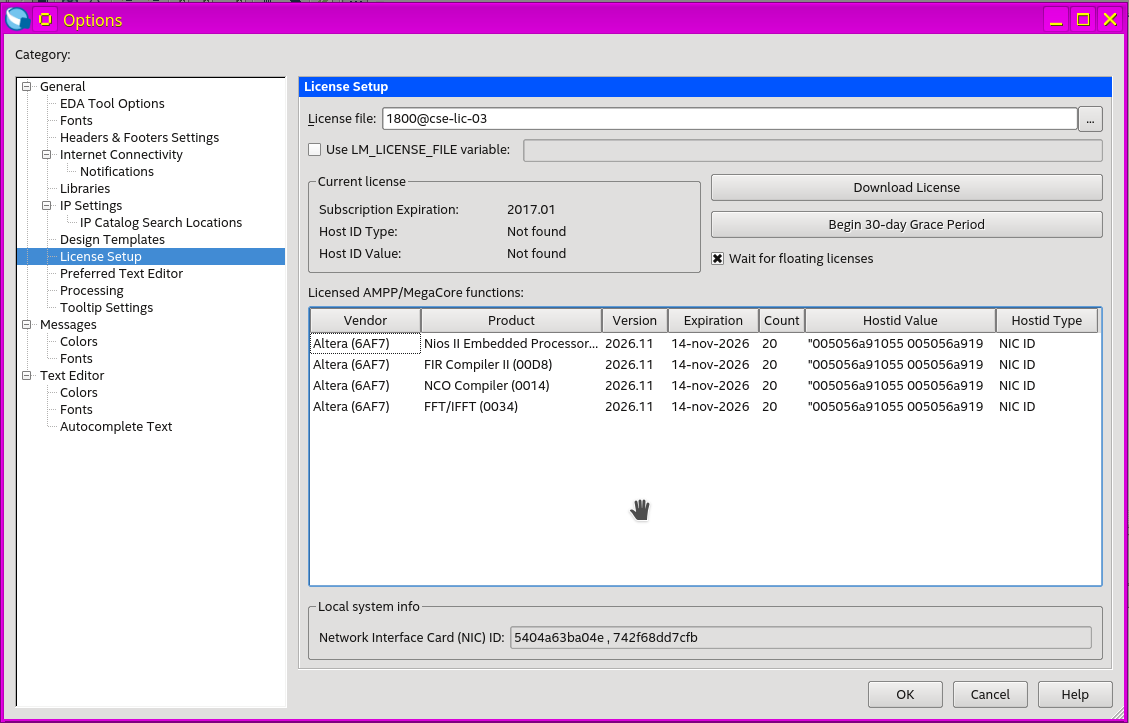 Options
Category:
General
EDA Tool Options
Fonts
Headers & Footers Settings
Internet Connectivity
Notifications
Libraries
IP Settings
IP Catalog Search Locations
Design Templates
License Setup
Preferred Text Editor
Processing
Tooltip Settings
Messages
Colors
Fonts
Text Editor
Colors
Fonts
Autocomplete Text
License Setup
License file: 1800@cse-lic-03 ...
Use LM_LICENSE_FILE variable:
Current license
Subscription Expiration: 2017.01
Host ID Type: Not found
Host ID Value: Not found
Download License
Begin 30-day Grace Period
Wait for floating licenses
Licensed AMPP/MegaCore functions:
Vendor Product Version Expiration Count Hostid Value Hostid Type
Altera (6AF7) Nios II Embedded Processor... 2026.11 14-nov-2026 20 "005056a91055 005056a919 NIC ID
Altera (6AF7) FIR Compiler II (00D8) 2026.11 14-nov-2026 20 "005056a91055 005056a919 NIC ID
Altera (6AF7) NCO Compiler (0014) 2026.11 14-nov-2026 20 "005056a91055 005056a919 NIC ID
Altera (6AF7) FFT/IFFT (0034) 2026.11 14-nov-2026 20 "005056a91055 005056a919 NIC ID
Local system info
Network Interface Card (NIC) ID: 5404a63ba04e , 742f68dd7cfb
OK Cancel Help